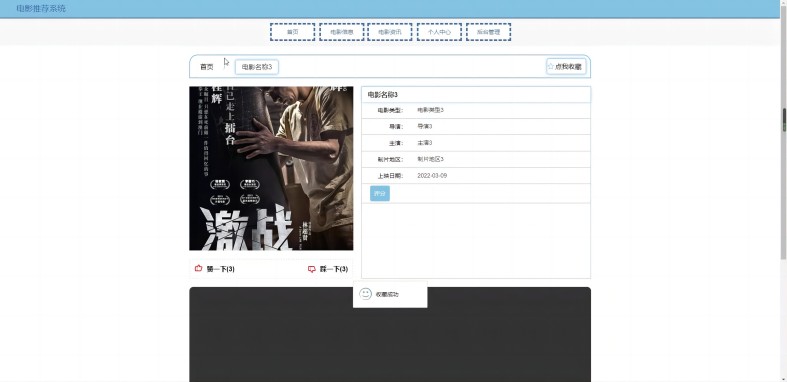 电影推荐系统
首页 电影信息 电影资讯 个人中心 后台管理
首页 电影名称3 点我收藏
辉
己走上擂台
激战
林超贤
电影名称3
电影类型： 电影类型3
导演： 导演3
主演： 主演3
制片地区： 制片地区3
上映日期： 2022-03-09
评分
赞一下(3) 踩一下(3)
收藏成功